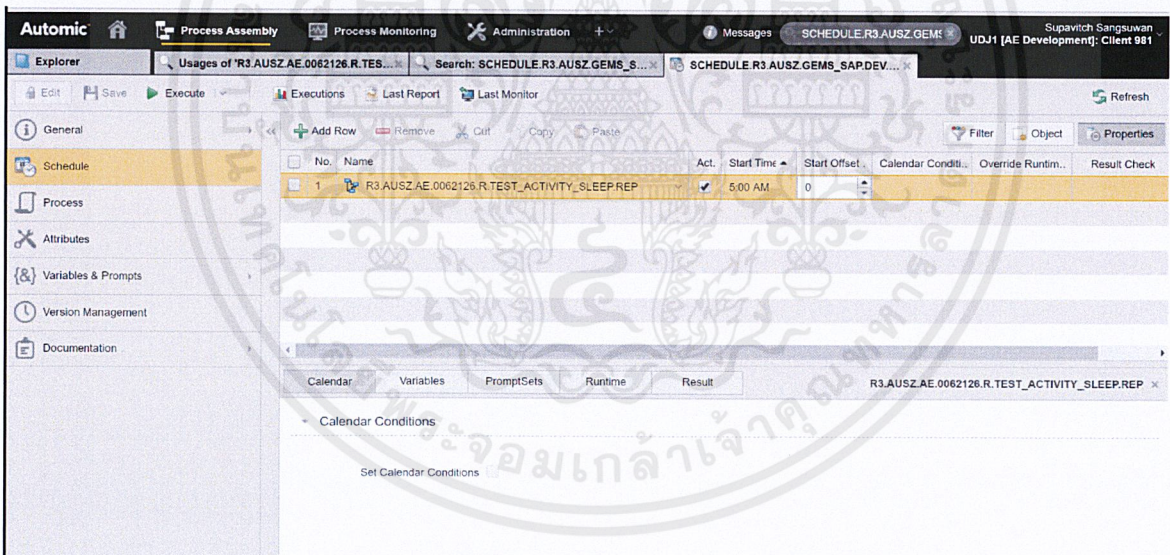 Automic Process Assembly Process Monitoring Administration + Messages SCHEDULE.R3.AUSZ.GEMS Supavitch Sangsuwan
UDJ1 [AE Development]: Client 981
Explorer Usages of 'R3.AUSZ.AE.0062126.R.TES... Search: SCHEDULE.R3.AUSZ.GEMS_S... SCHEDULE.R3.AUSZ.GEMS_SAP.DEV....
Edit Save Execute Executions Last Report Last Monitor Refresh
General Add Row Remove Cut Copy Paste Filter Object Properties
Schedule No. Name Act. Start Time Start Offset. Calendar Conditi.. Override Runtim.. Result Check
1 R3.AUSZ.AE.0062126.R.TEST_ACTIVITY_SLEEP.REP 5:00 AM 0
Process
Attributes
{&} Variables & Prompts
Version Management
Documentation
Calendar Variables PromptSets Runtime Result R3.AUSZ.AE.0062126.R.TEST_ACTIVITY_SLEEP.REP
Calendar Conditions
Set Calendar Conditions